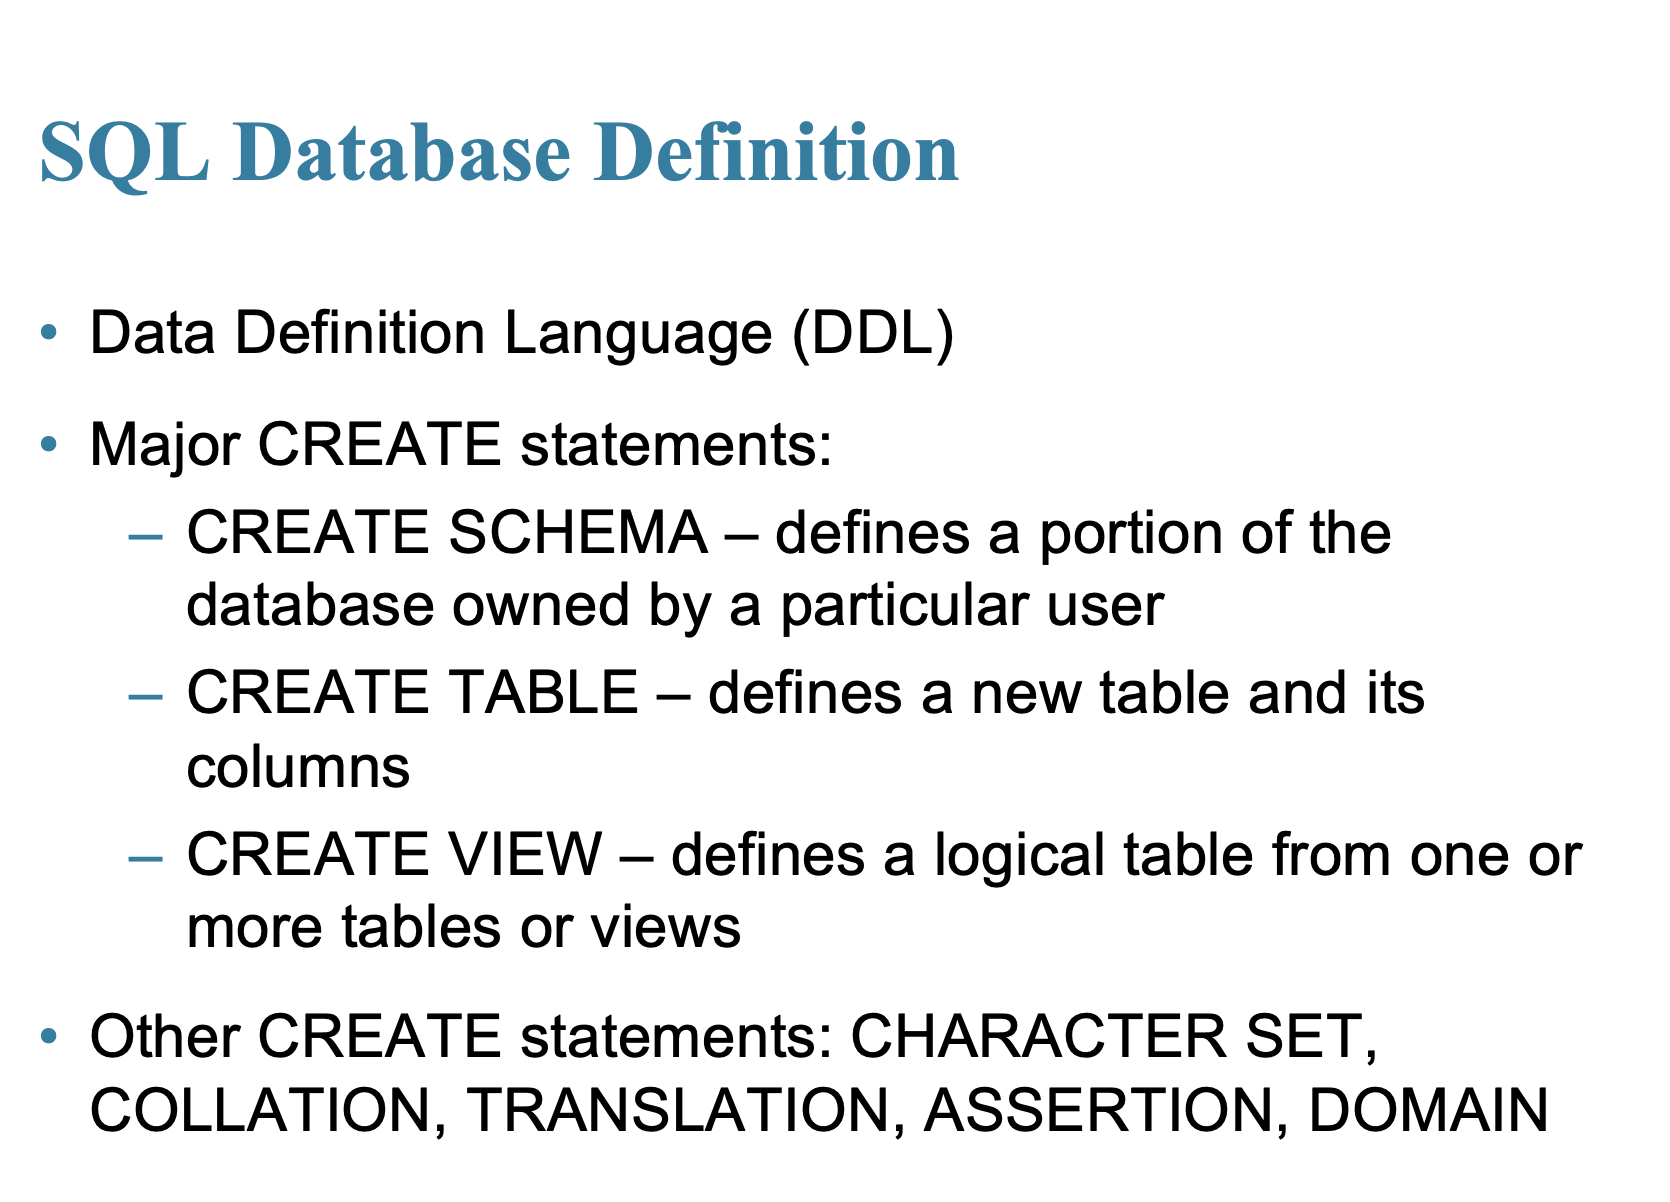 SQL Database Definition
• Data Definition Language (DDL)
• Major CREATE statements:
– CREATE SCHEMA – defines a portion of the
database owned by a particular user
– CREATE TABLE – defines a new table and its
columns
– CREATE VIEW – defines a logical table from one or
more tables or views
• Other CREATE statements: CHARACTER SET,
COLLATION, TRANSLATION, ASSERTION, DOMAIN